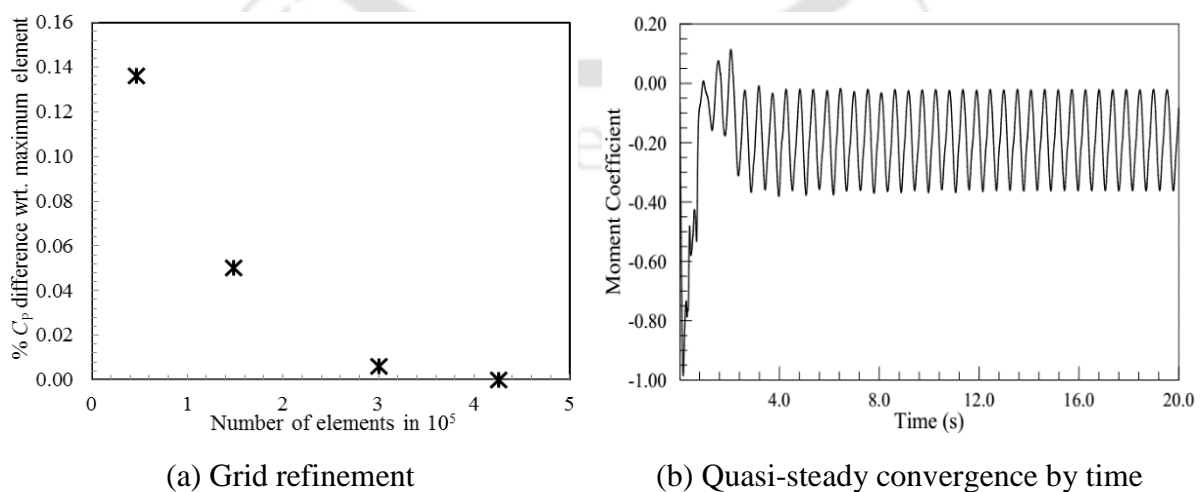 0.16
0.14
0.12
0.10
0.08
0.06
0.04
0.02
0.00
% CP difference wrt. maximum element
0 1 2 3 4 5
Number of elements in 10⁵
(a) Grid refinement
0.20
0.00
-0.20
-0.40
-0.60
-0.80
-1.00
Moment Coefficient
4.0 8.0 12.0 16.0 20.0
Time (s)
(b) Quasi-steady convergence by time